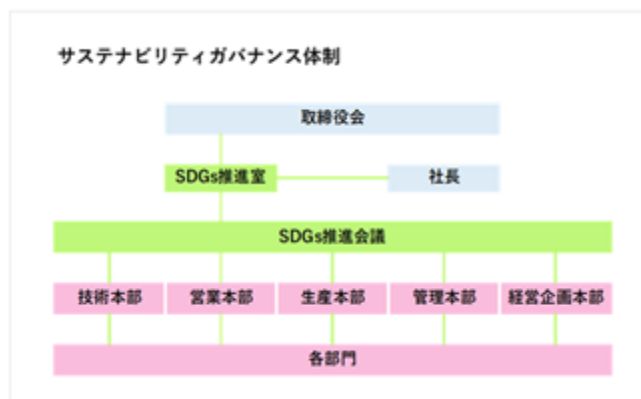 サステナビリティガバナンス体制
取締役会
SDGs推進室
社長
SDGs推進会議
技術本部
営業本部
生産本部
管理本部
経営企画本部
各部門